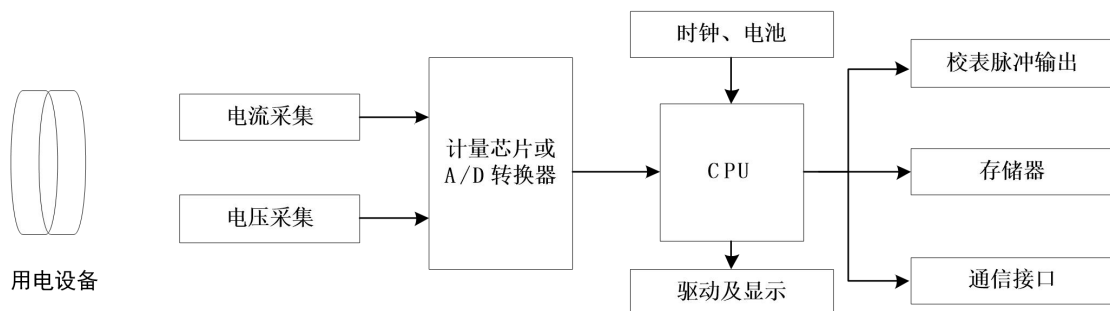 时钟、电池
校表脉冲输出
电流采集
计量芯片或
A/D 转换器
CPU
存储器
电压采集
用电设备
驱动及显示
通信接口